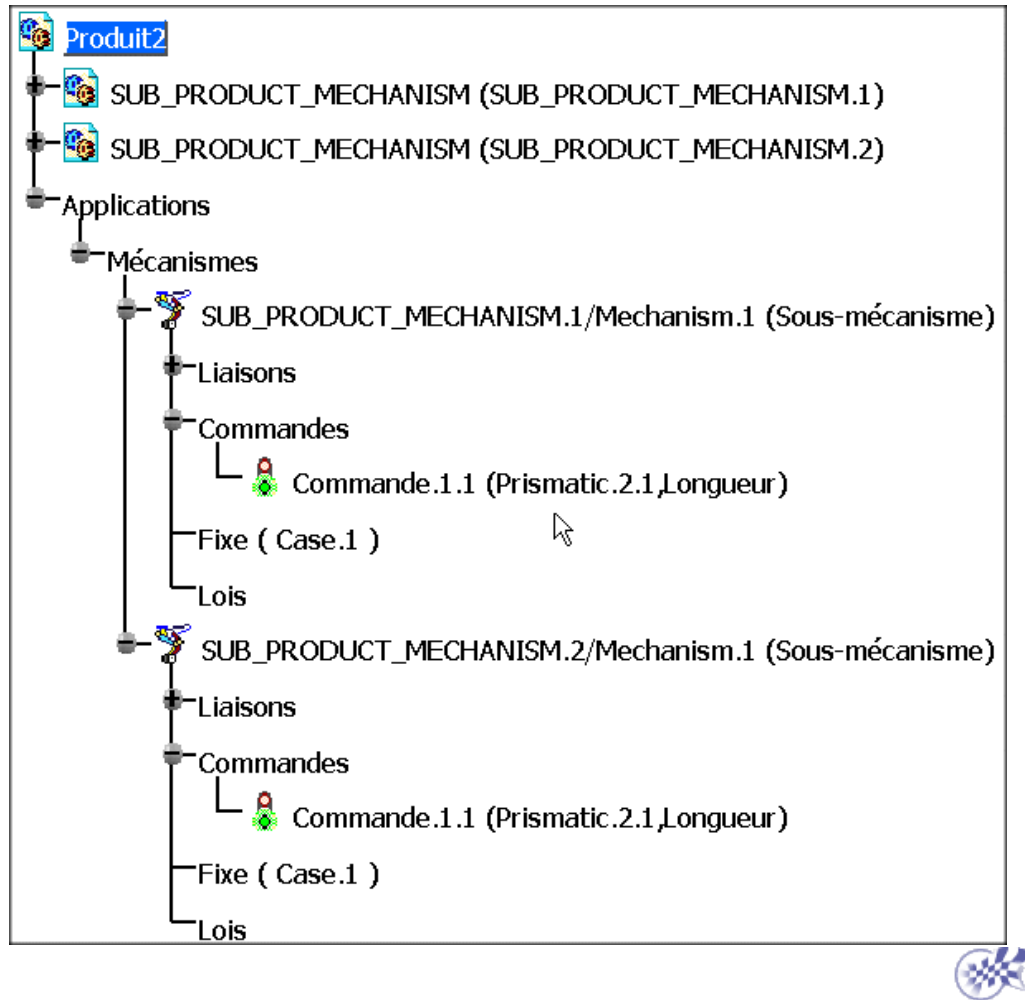 Produit2
SUB_PRODUCT_MECHANISM (SUB_PRODUCT_MECHANISM.1)
SUB_PRODUCT_MECHANISM (SUB_PRODUCT_MECHANISM.2)
Applications
Mécanismes
SUB_PRODUCT_MECHANISM.1/Mechanism.1 (Sous-mécanisme)
Liaisons
Commandes
Commande.1.1 (Prismatic.2.1,Longueur)
Fixe ( Case.1 )
Lois
SUB_PRODUCT_MECHANISM.2/Mechanism.1 (Sous-mécanisme)
Liaisons
Commandes
Commande.1.1 (Prismatic.2.1,Longueur)
Fixe ( Case.1 )
Lois